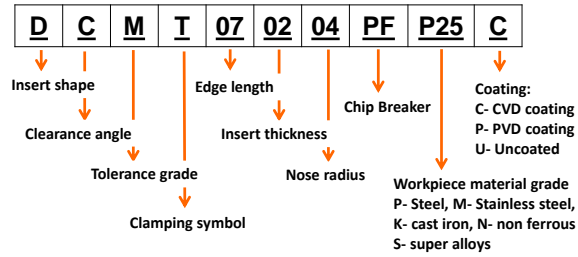 D C M T 07 02 04 PF P25 C
Insert shape
Clearance angle
Tolerance grade
Clamping symbol
Edge length
Insert thickness
Nose radius
Chip Breaker
Workpiece material grade
P- Steel, M- Stainless steel,
K- cast iron, N- non ferrous
S- super alloys
Coating:
C- CVD coating
P- PVD coating
U- Uncoated